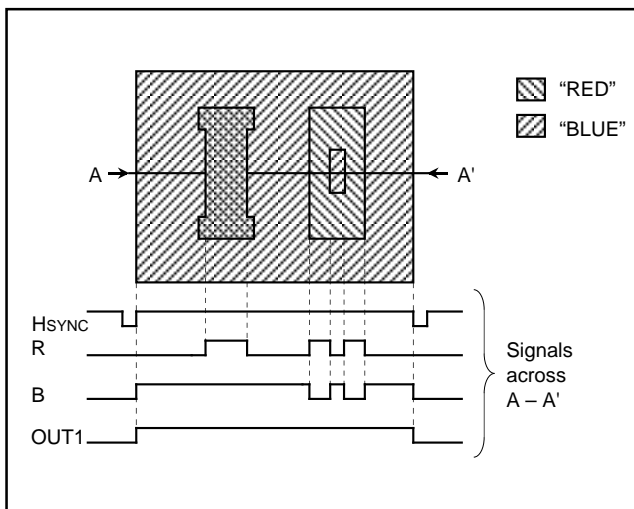 “RED”
“BLUE”
A
A'
HSYNC
R
B
OUT1
Signals
across
A – A'